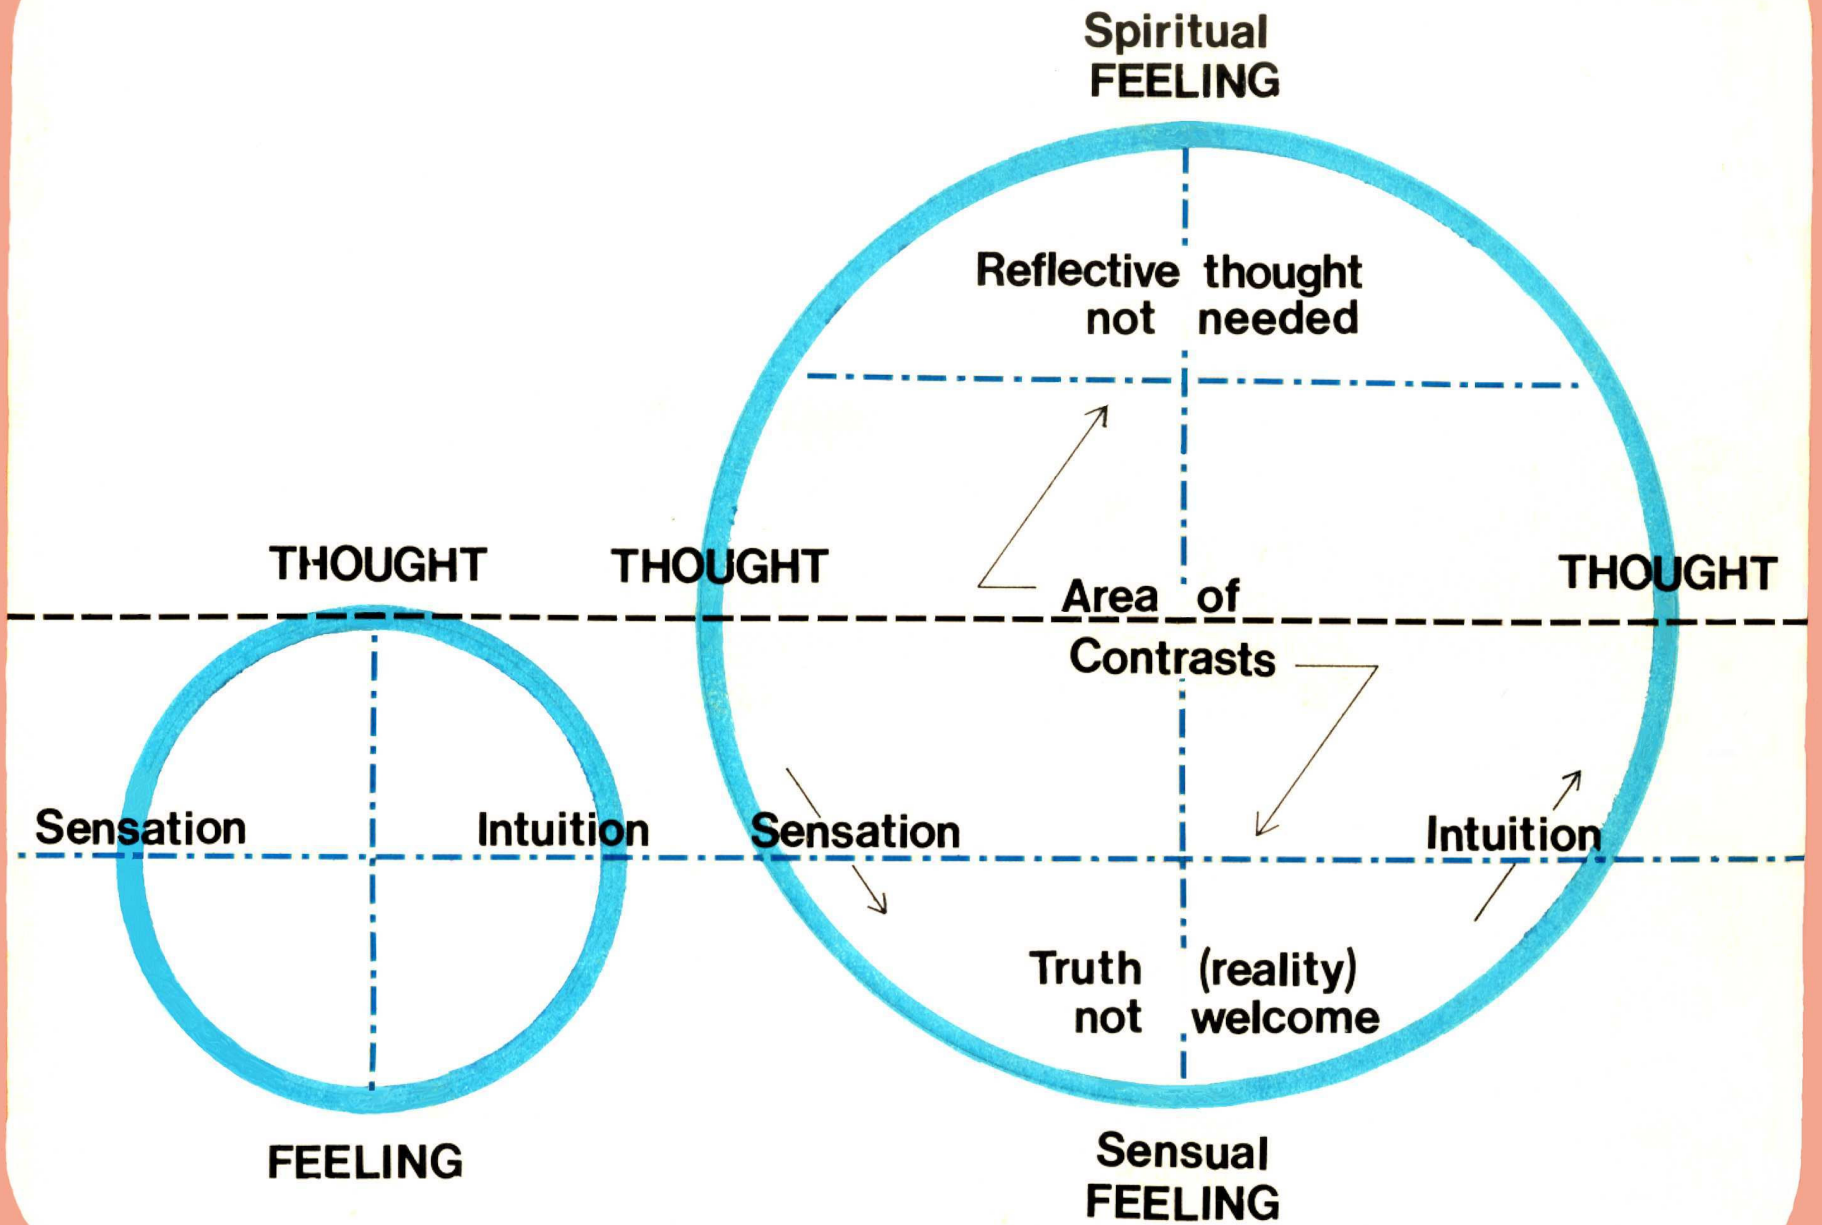 Spiritual
FEELING
Reflective thought
not needed
THOUGHT
THOUGHT
THOUGHT
Area of
Contrasts
Sensation
Intuition
Sensation
Intuition
Truth (reality)
not welcome
FEELING
Sensual
FEELING